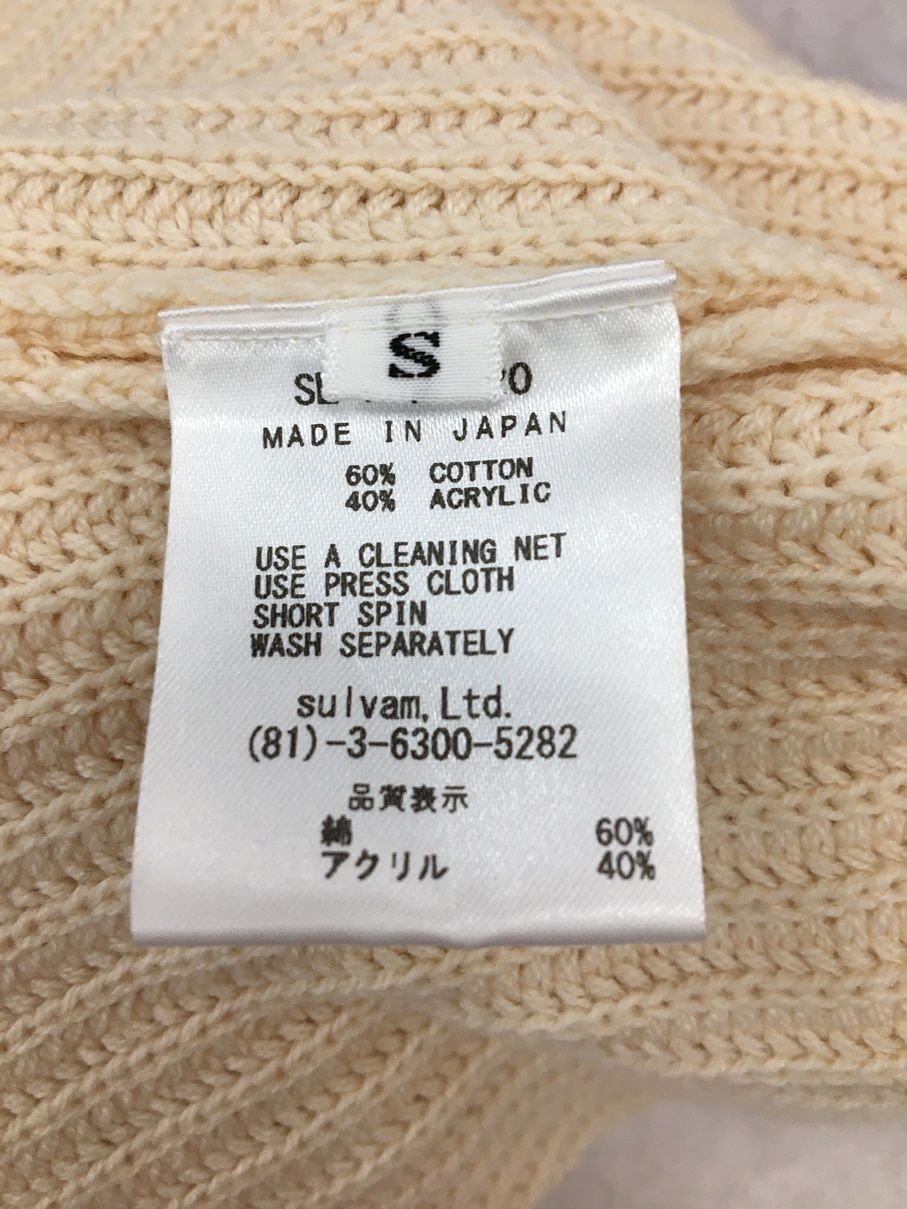 S
MADE IN JAPAN
60% COTTON
40% ACRYLIC
USE A CLEANING NET
USE PRESS CLOTH
SHORT SPIN
WASH SEPARATELY
sulvam,Ltd.
(81)-3-6300-5282
品質表示
綿 60%
アクリル 40%